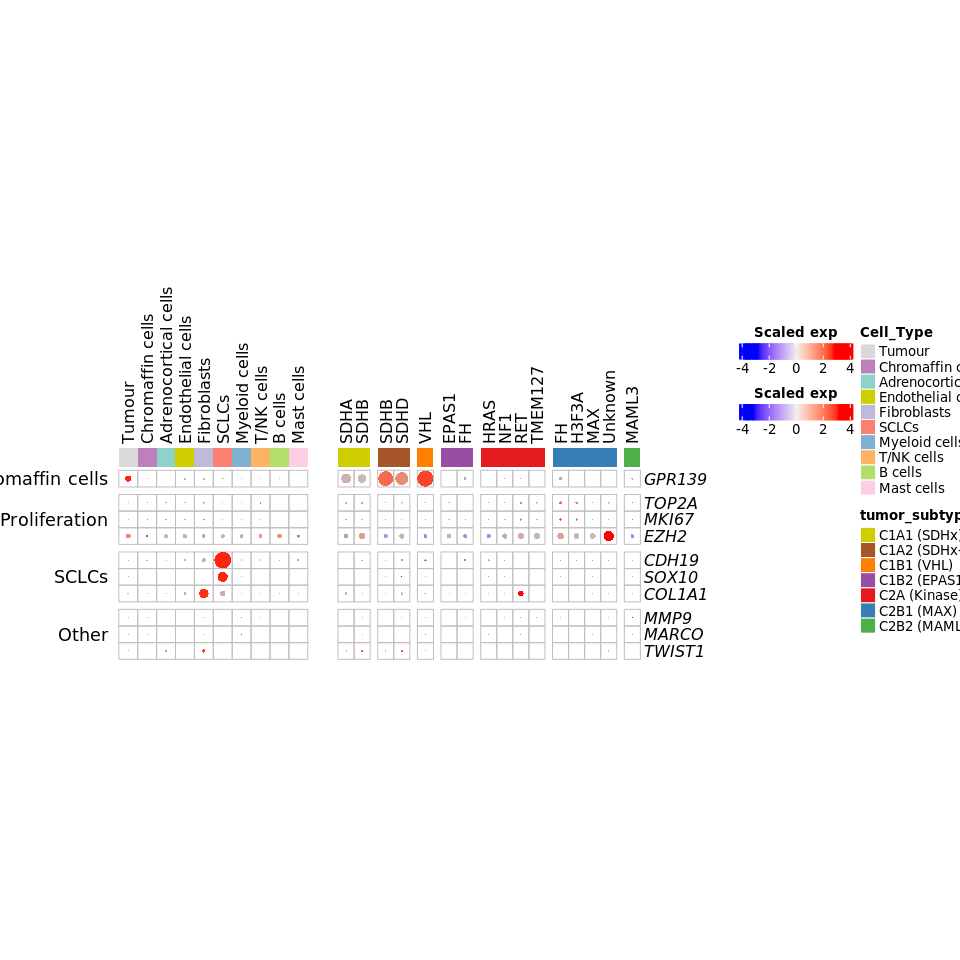 Tumour
Chromaffin cells
Adrenocortical cells
Endothelial cells
Fibroblasts
SCLCs
Myeloid cells
T/NK cells
B cells
Mast cells
SDHA
SDHB
SDHB
SDHD
VHL
EPAS1
FH
HRAS
NF1
RET
TMEM127
FH
H3F3A
MAX
Unknown
MAML3
omaffin cells
Proliferation
SCLCs
Other
GPR139
TOP2A
MKI67
EZH2
CDH19
SOX10
COL1A1
MMP9
MARCO
TWIST1
Scaled exp
-4 -2 0 2 4
Scaled exp
-4 -2 0 2 4
Cell_Type
Tumour
Chromaffin c
Adrenocortic
Endothelial c
Fibroblasts
SCLCs
Myeloid cells
T/NK cells
B cells
Mast cells
tumor_subtyp
C1A1 (SDHx)
C1A2 (SDHx-
C1B1 (VHL)
C1B2 (EPAS1
C2A (Kinase)
C2B1 (MAX)
C2B2 (MAML